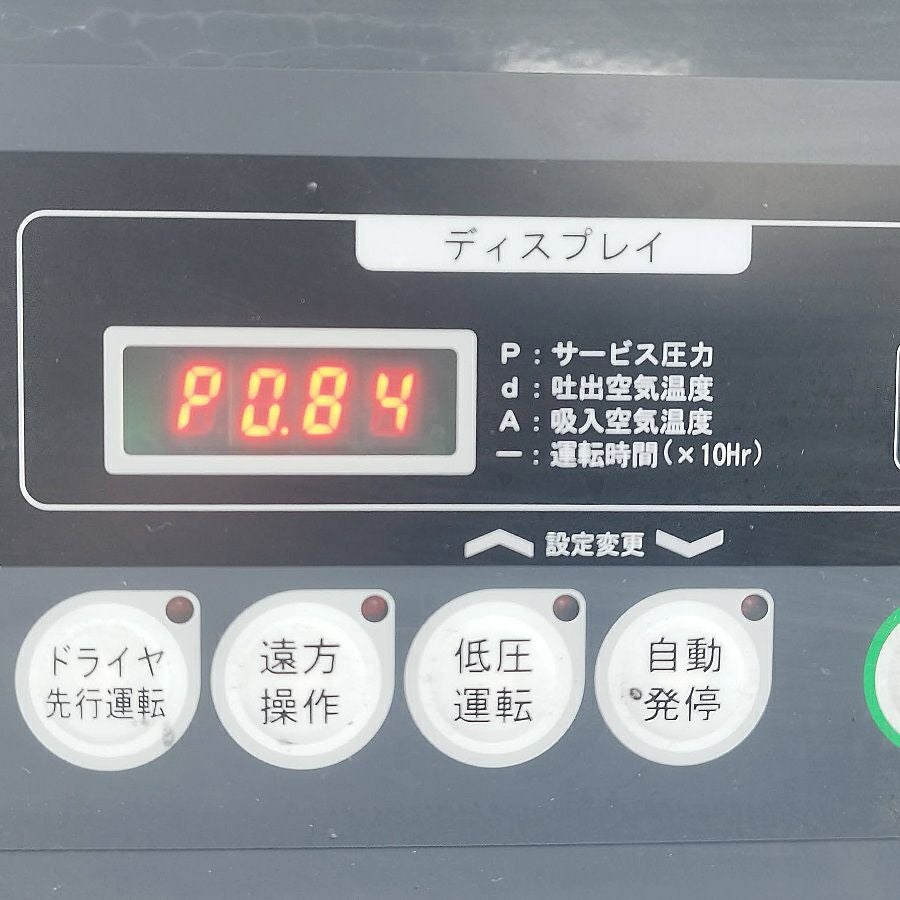 ディスプレイ
P0.84
P：サービス圧力
d：吐出空気温度
A：吸入空気温度
ー：運転時間(×10Hr)
設定変更
ドライヤ
先行運転
遠方
操作
低圧
運転
自動
発停